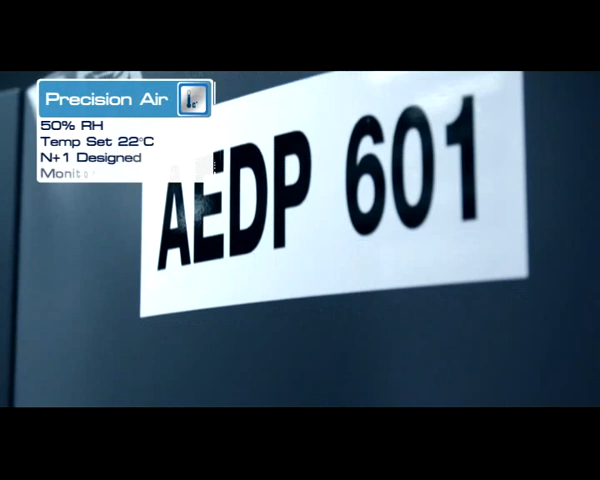 Precision Air
50% RH
Temp Set 22°C
N+1 Designed
AEDP 601